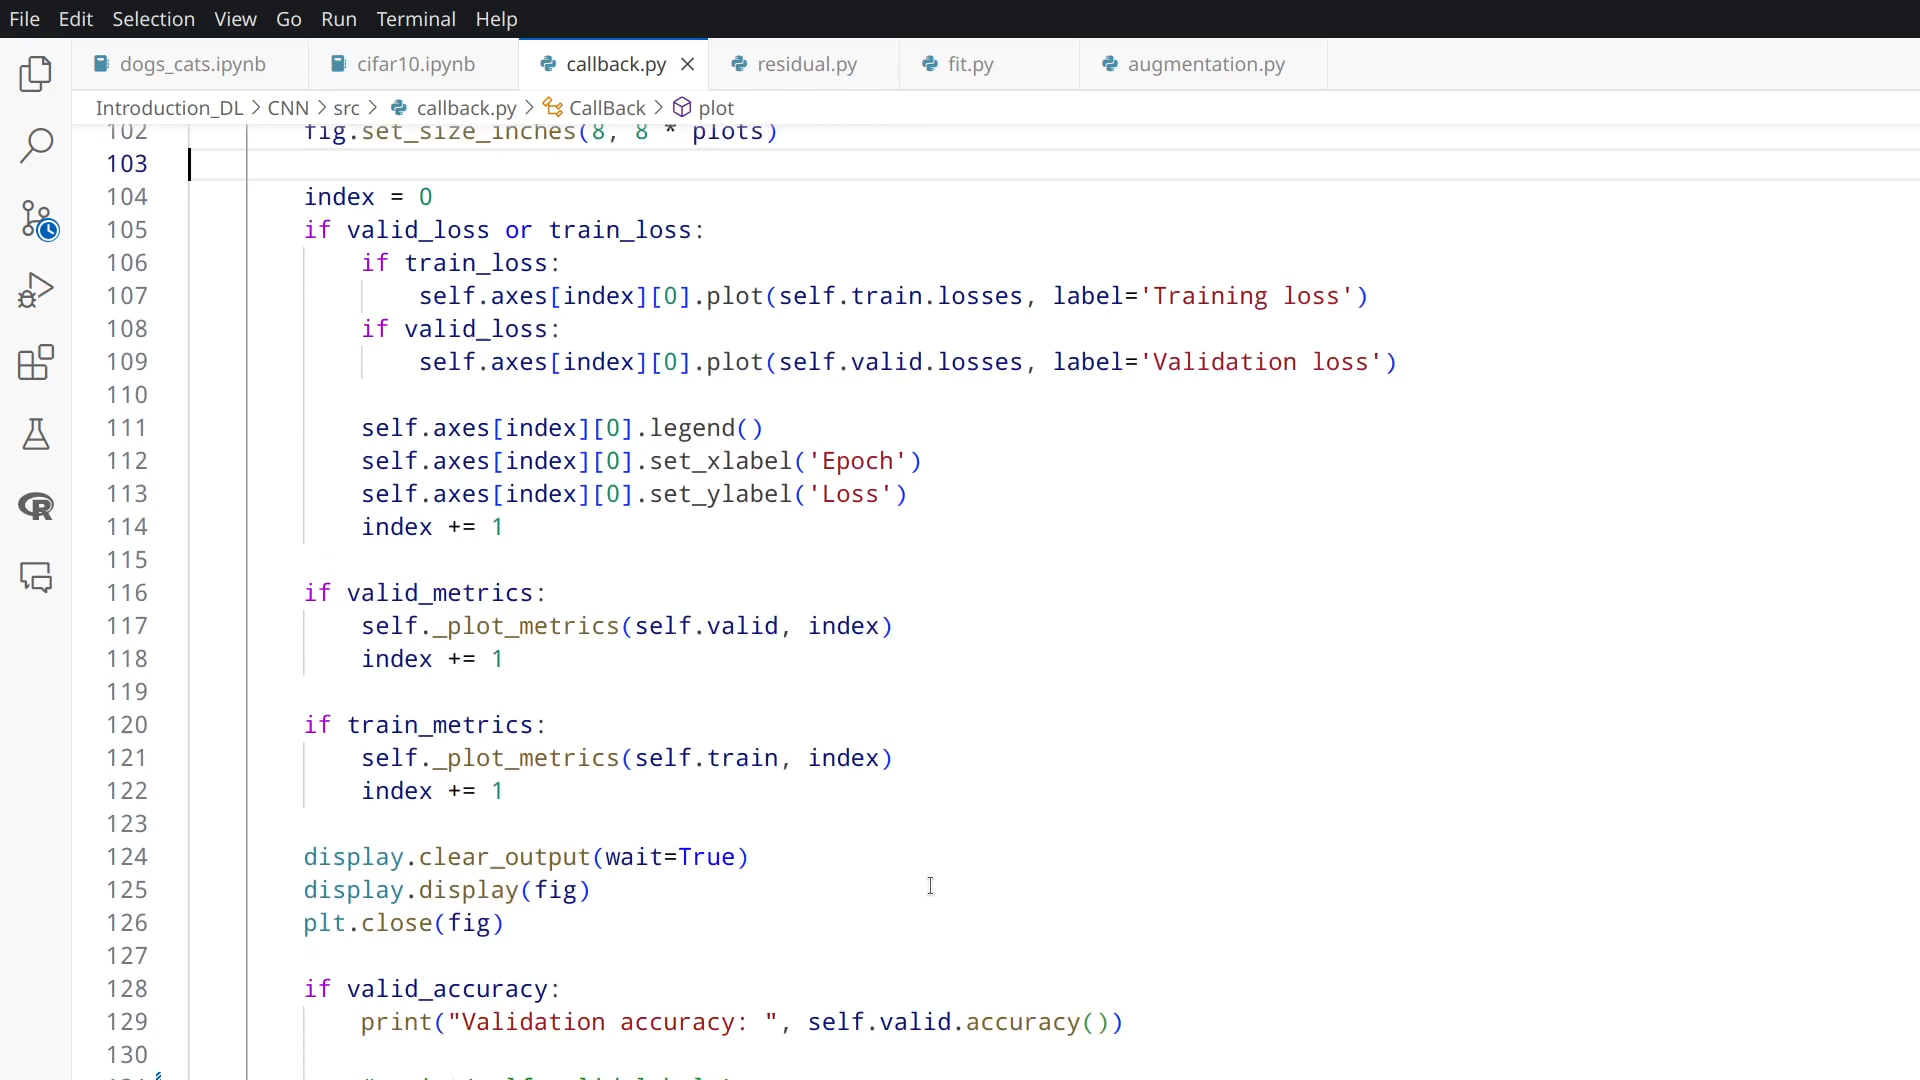 File Edit Selection View Go Run Terminal Help
dogs_cats.ipynb cifar10.ipynb callback.py residual.py fit.py augmentation.py
Introduction_DL > CNN > src > callback.py > CallBack > plot
102 fig.set_size_inches(8, 8 * plots)
103
104 index = 0
105 if valid_loss or train_loss:
106 if train_loss:
107 self.axes[index][0].plot(self.train.losses, label='Training loss')
108 if valid_loss:
109 self.axes[index][0].plot(self.valid.losses, label='Validation loss')
110
111 self.axes[index][0].legend()
112 self.axes[index][0].set_xlabel('Epoch')
113 self.axes[index][0].set_ylabel('Loss')
114 index += 1
115
116 if valid_metrics:
117 self._plot_metrics(self.valid, index)
118 index += 1
119
120 if train_metrics:
121 self._plot_metrics(self.train, index)
122 index += 1
123
124 display.clear_output(wait=True)
125 display.display(fig)
126 plt.close(fig)
127
128 if valid_accuracy:
129 print("Validation accuracy: ", self.valid.accuracy())
130